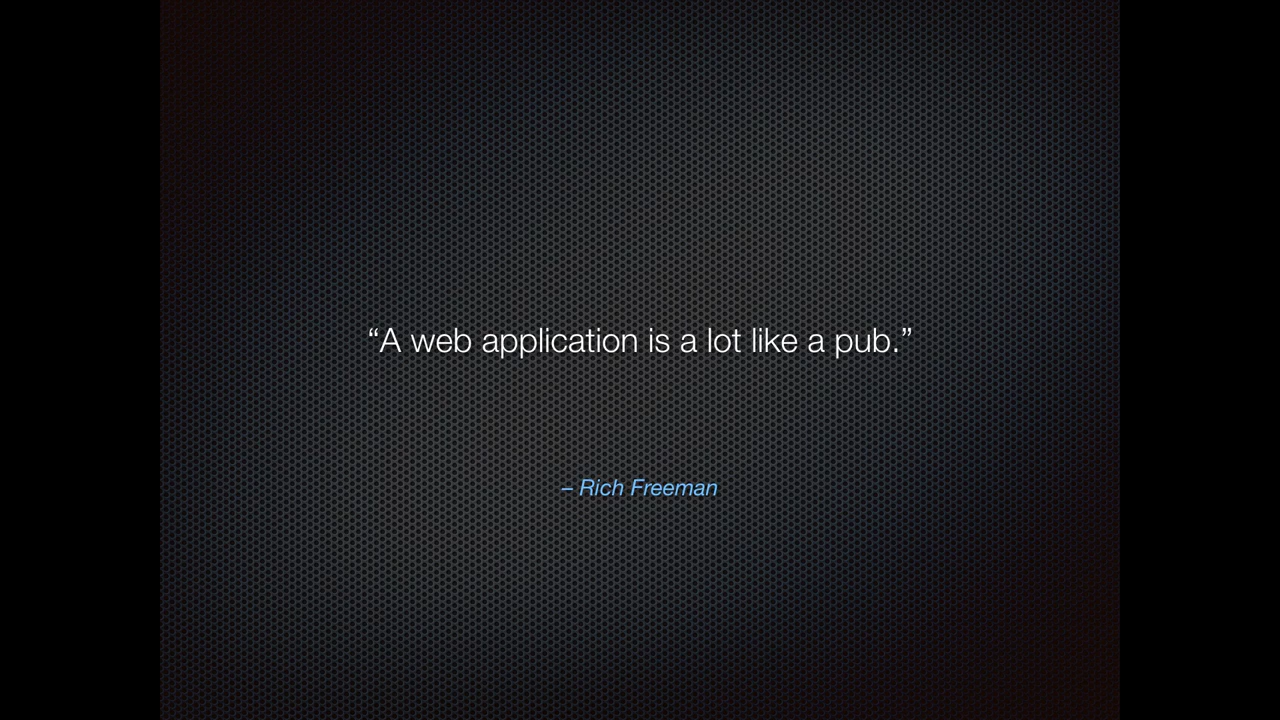 “A web application is a lot like a pub.”
– Rich Freeman